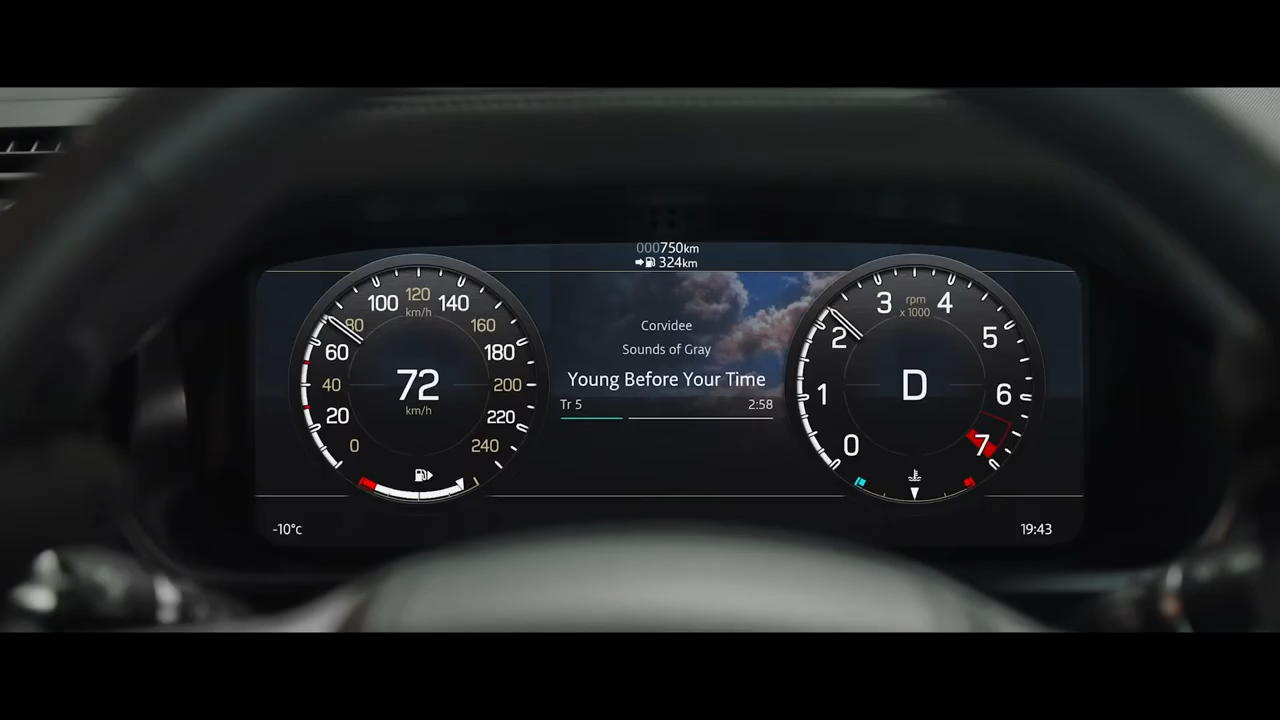 000750km
324km
100 120 140
km/h
80
160
60
180
40
200
20
220
0
240
72
km/h
Corvidee
Sounds of Gray
Young Before Your Time
Tr 5 2:58
3 rpm 4
x 1000
2
5
1
6
0
7
D
-10°c
19:43